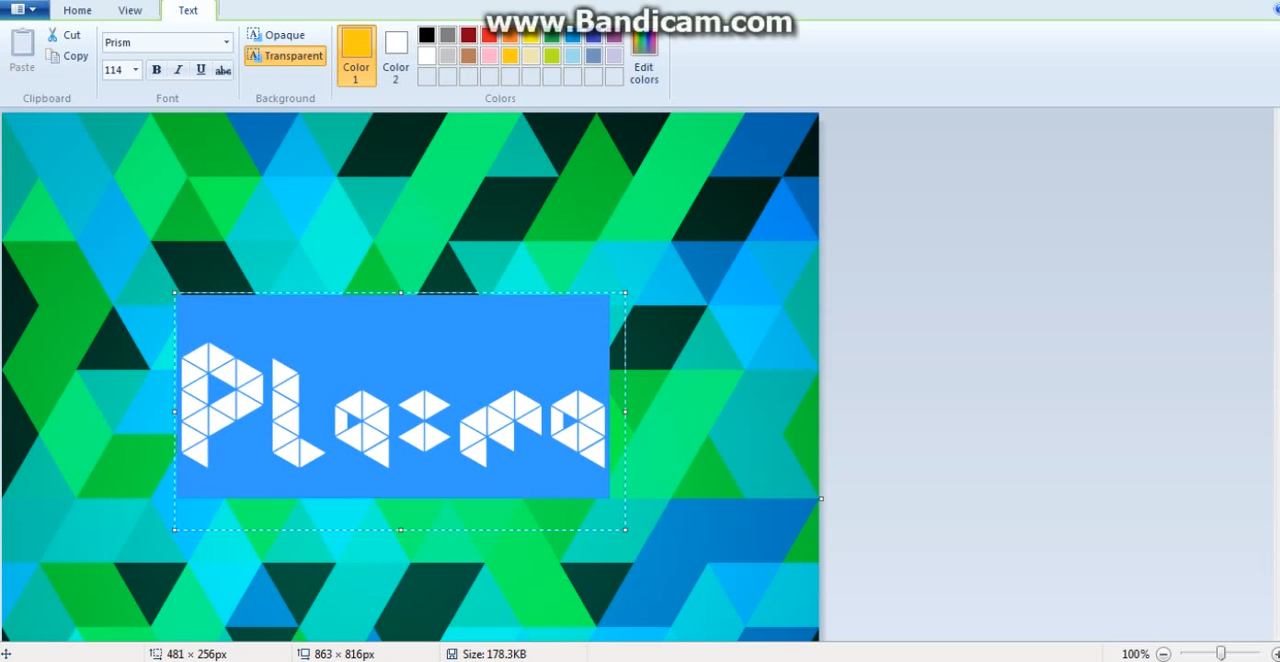 www.Bandicam.com
Home View Text
Paste
Cut
Copy
Clipboard
Prism
114 B I U abc
Font
Opaque
Transparent
Background
Color 1
Color 2
Edit colors
Colors
Plasma
481 × 256px
863 × 816px
Size: 178.3KB
100%